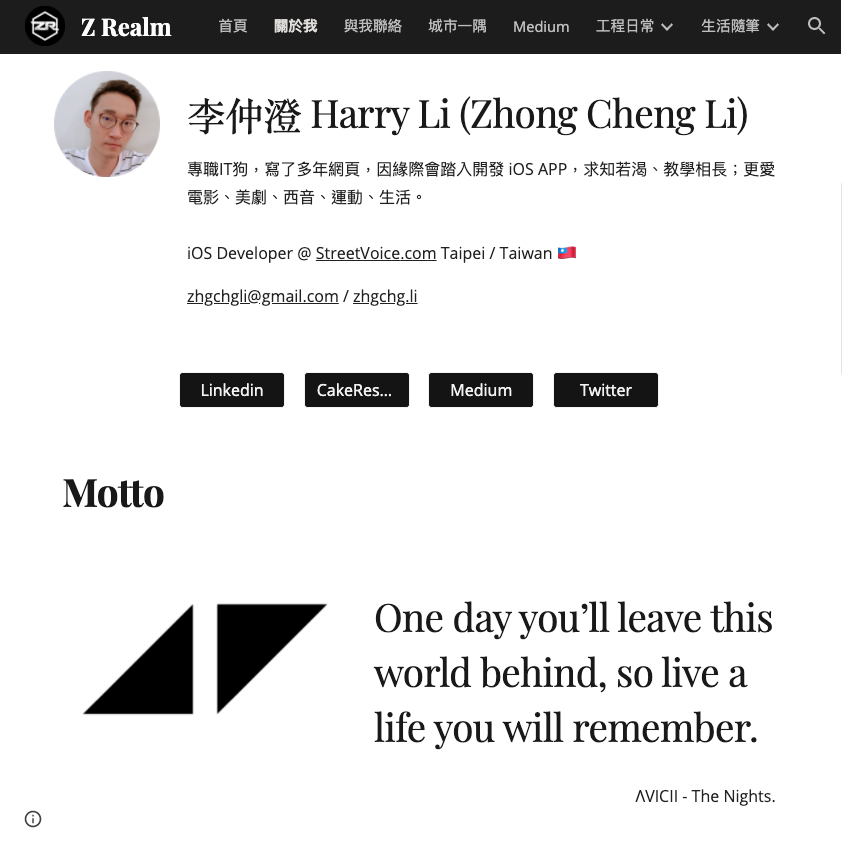 ZR
Z Realm
首頁
關於我
與我聯絡
城市一隅
Medium
工程日常
生活隨筆
李仲澄 Harry Li (Zhong Cheng Li)
專職IT狗，寫了多年網頁，因緣際會踏入開發 iOS APP，求知若渴、教學相長；更愛
電影、美劇、西音、運動、生活。
iOS Developer @ StreetVoice.com Taipei / Taiwan 🇹🇼
zhgchgli@gmail.com / zhgchg.li
Linkedin
CakeRes...
Medium
Twitter
Motto
One day you’ll leave this
world behind, so live a
life you will remember.
ΛVICII - The Nights.